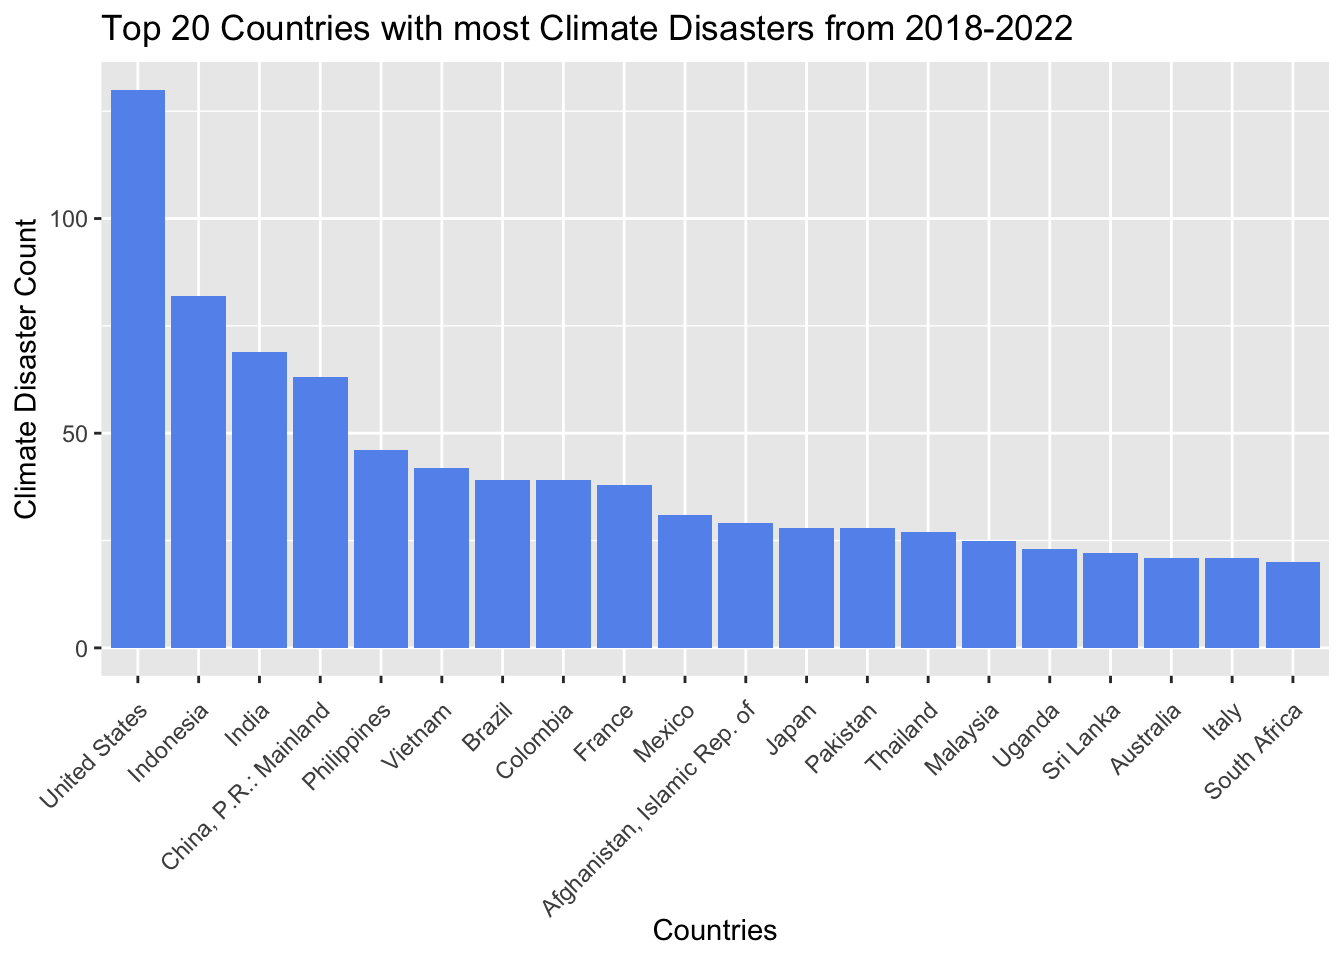 Top 20 Countries with most Climate Disasters from 2018-2022
Climate Disaster Count
100
50
0
United States
Indonesia
India
China, P.R.: Mainland
Philippines
Vietnam
Brazil
Colombia
France
Mexico
Afghanistan, Islamic Rep. of
Japan
Pakistan
Thailand
Malaysia
Uganda
Sri Lanka
Australia
Italy
South Africa
Countries